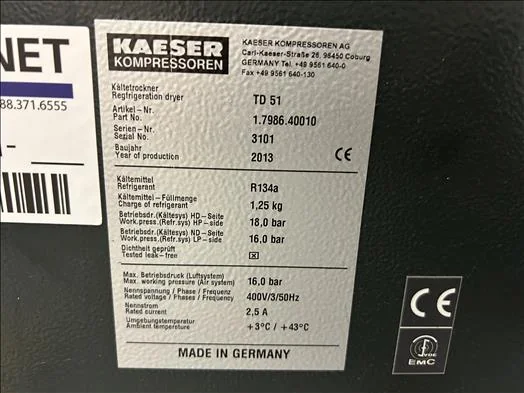 NET
88.371.6555
KAESER
KOMPRESSOREN
KAESER KOMPRESSOREN AG
Carl-Kaeser-Straße 26, 96450 Coburg
GERMANY Tel. +49 9561 640-0
Fax +49 9561 640-130
Kältetrockner
Regfrigeration dryer TD 51
Artikel-Nr.
Part No. 1.7986.40010
Serien-Nr.
Serial No. 3101
Baujahr
Year of production 2013 CE
Kältemittel
Refrigerant R134a
Kältemittel-Füllmenge
Charge of refrigerant 1,25 kg
Betriebsdr.(Kältesys) HD-Seite
Work.press.(Refr.sys) HP-side 18,0 bar
Betriebsdr.(Kältesys) ND-Seite
Work.press.(Refr.sys) LP-side 16,0 bar
Dichtheit geprüft
Tested leak-free x
Max. Betriebsdruck (Luftsystem)
Max. working pressure (Air system) 16,0 bar
Nennspannung / Phase / Frequenz
Rated voltage / Phases / Frequency 400V/3/50Hz
Nennstrom
Rated current 2,5 A
Umgebungstemperatur
Ambient temperature +3°C / +43°C
MADE IN GERMANY
CE
VDE
EMC